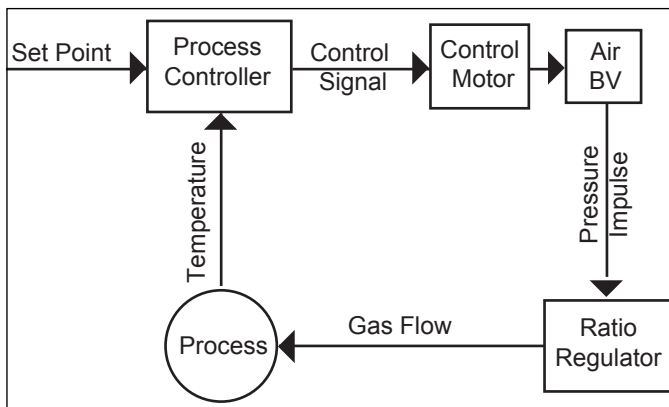 Set Point
Process
Controller
Control
Signal
Control
Motor
Air
BV
Pressure
Impulse
Temperature
Process
Gas Flow
Ratio
Regulator